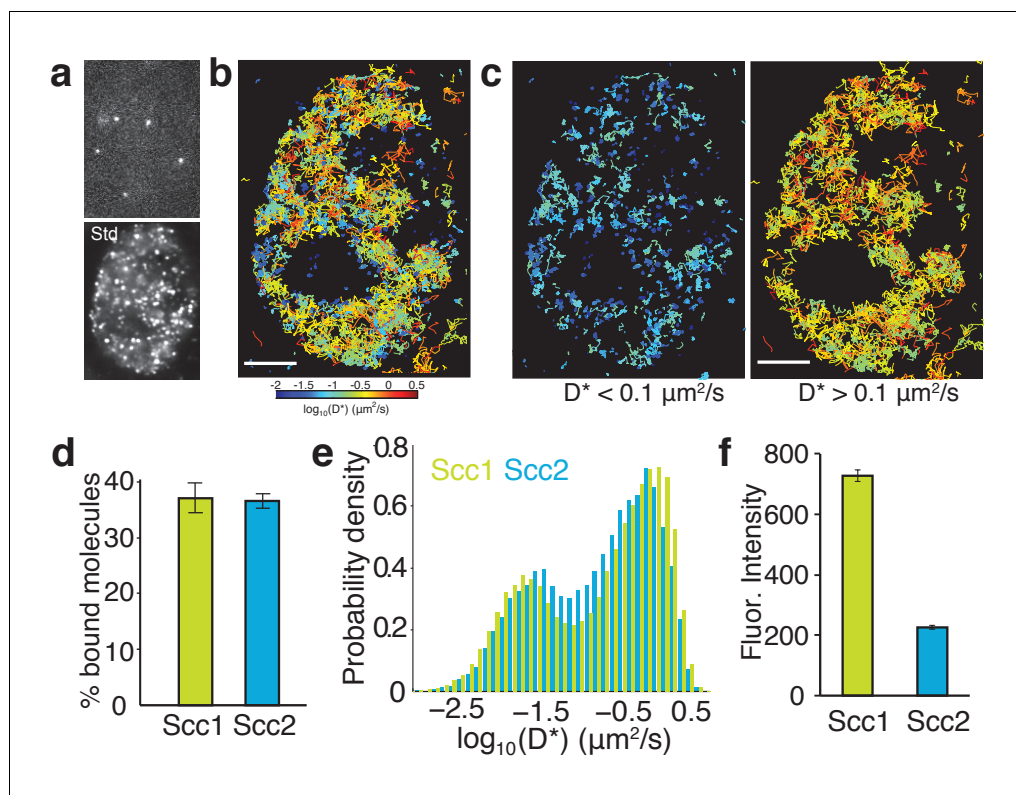 a
b
c
Std
-2 -1.5 -1 -0.5 0 0.5
log10(D*) (µm²/s)
D* < 0.1 µm²/s
D* > 0.1 µm²/s
d
% bound molecules
40
30
20
10
0
Scc1 Scc2
e
Scc1 Scc2
Probability density
0.8
0.6
0.4
0.2
0
−2.5 −1.5 −0.5 0.5
log10(D*) (µm²/s)
f
Fluor. Intensity
800
600
400
200
0
Scc1 Scc2